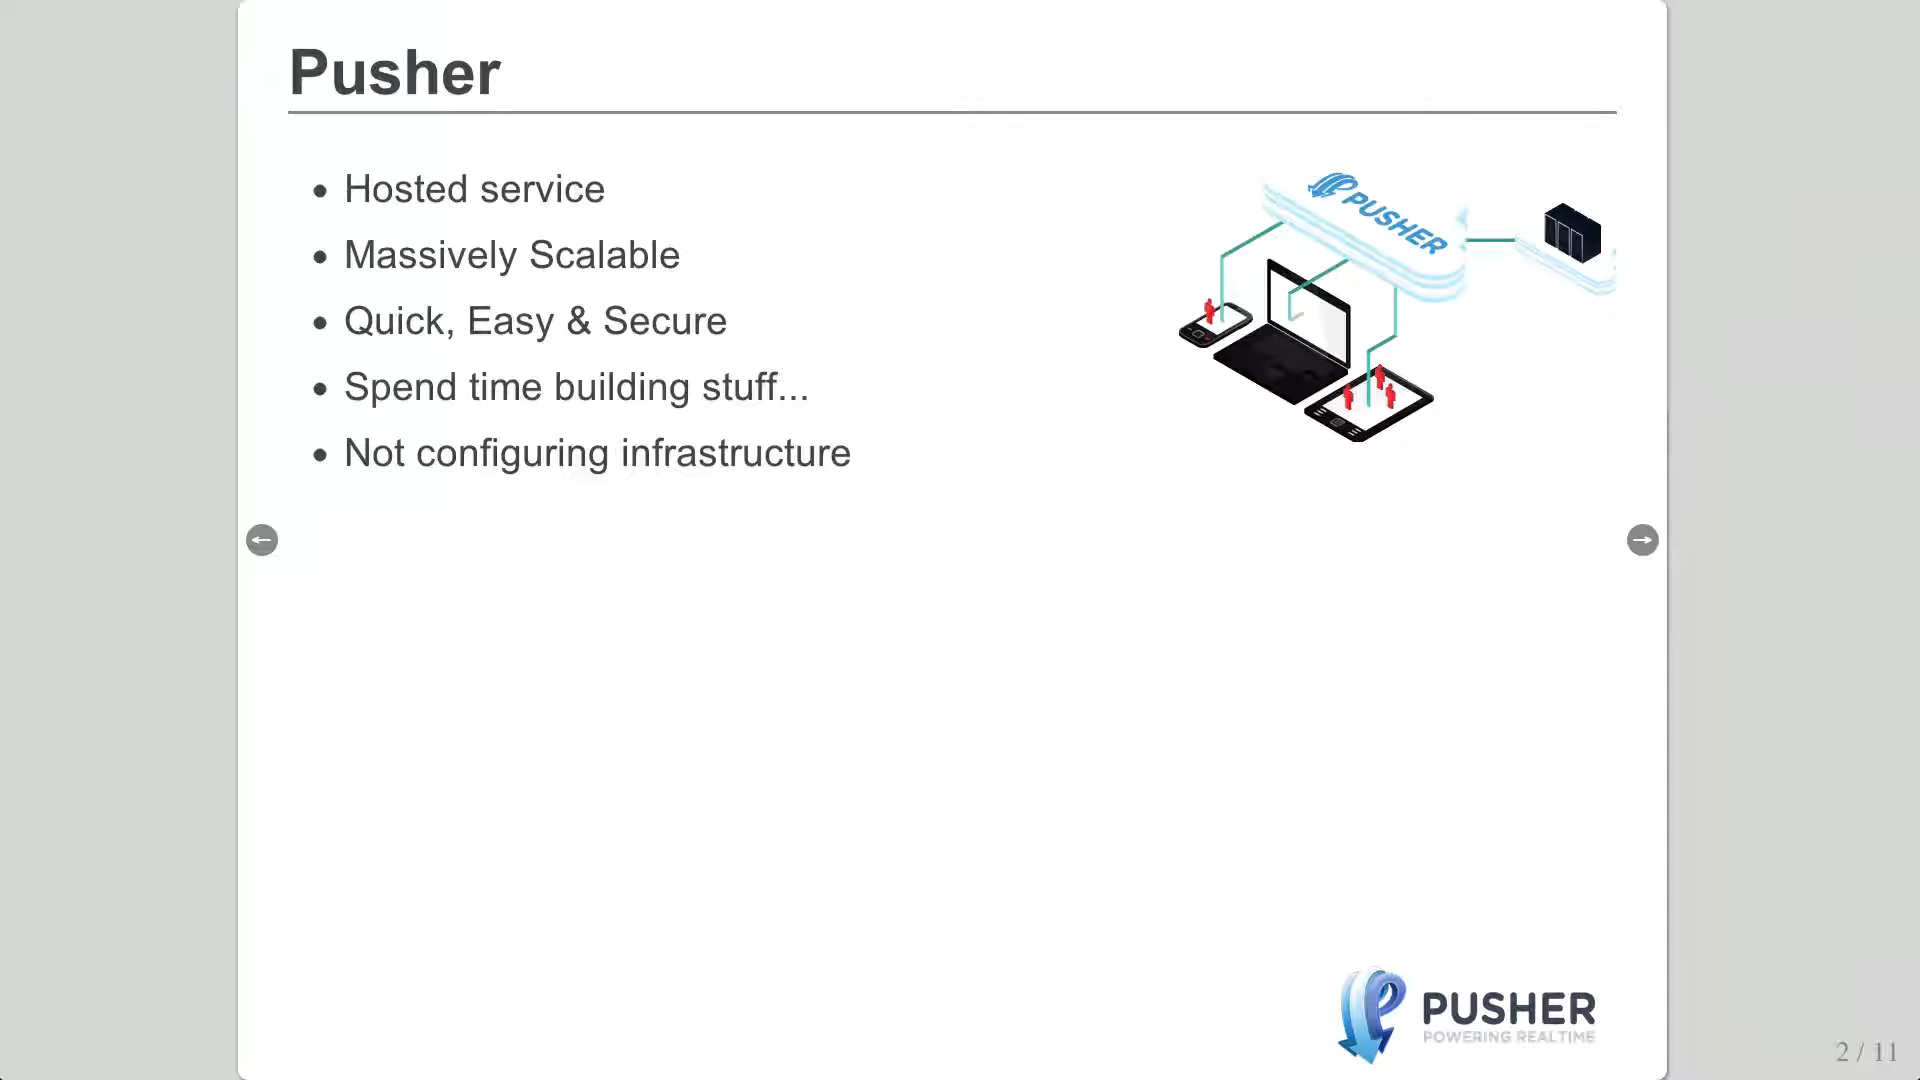 Pusher
Hosted service
Massively Scalable
Quick, Easy & Secure
Spend time building stuff...
Not configuring infrastructure
PUSHER
PUSHER
POWERING REALTIME
2 / 11